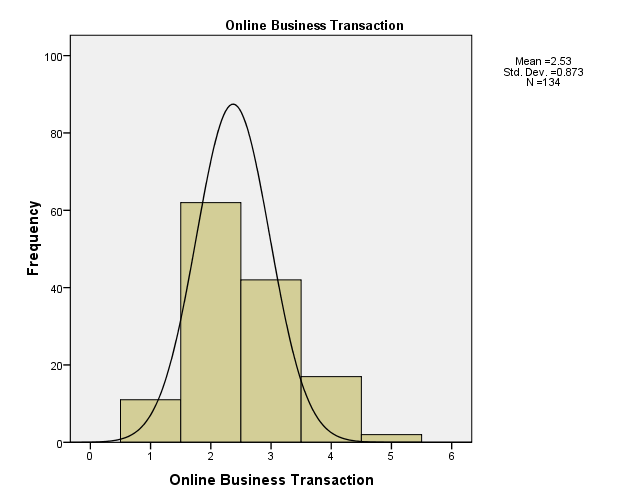 Online Business Transaction
Mean =2.53
Std. Dev. =0.873
N =134
Frequency
100
80
60
40
20
0
0 1 2 3 4 5 6
Online Business Transaction